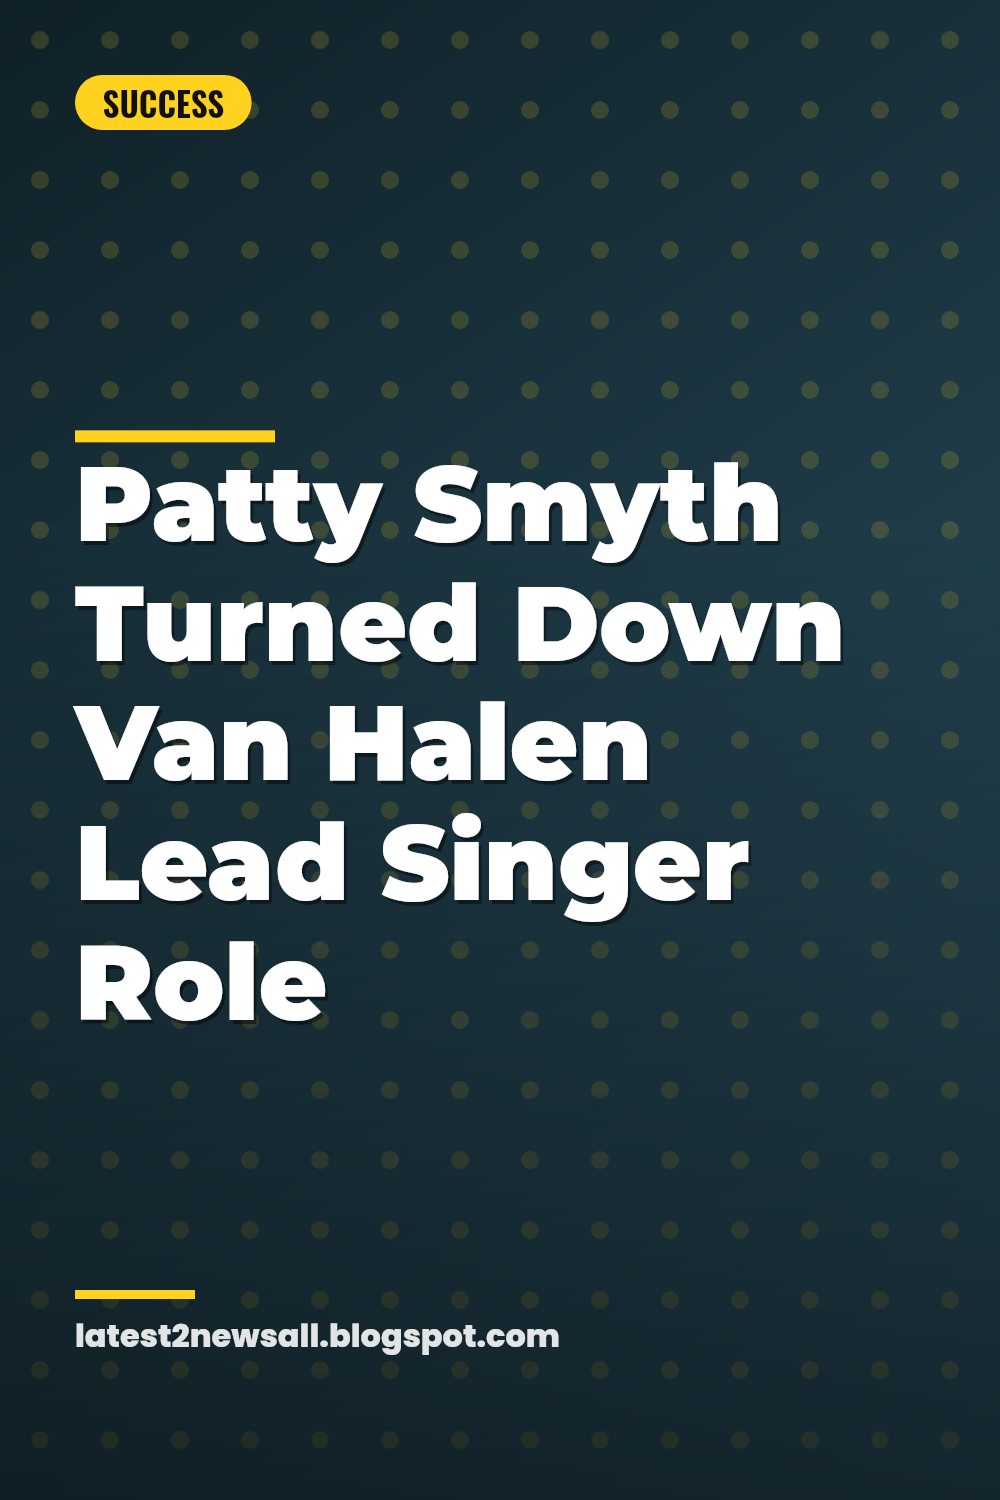 SUCCESS
Patty Smyth
Turned Down
Van Halen
Lead Singer
Role
latest2newsall.blogspot.com